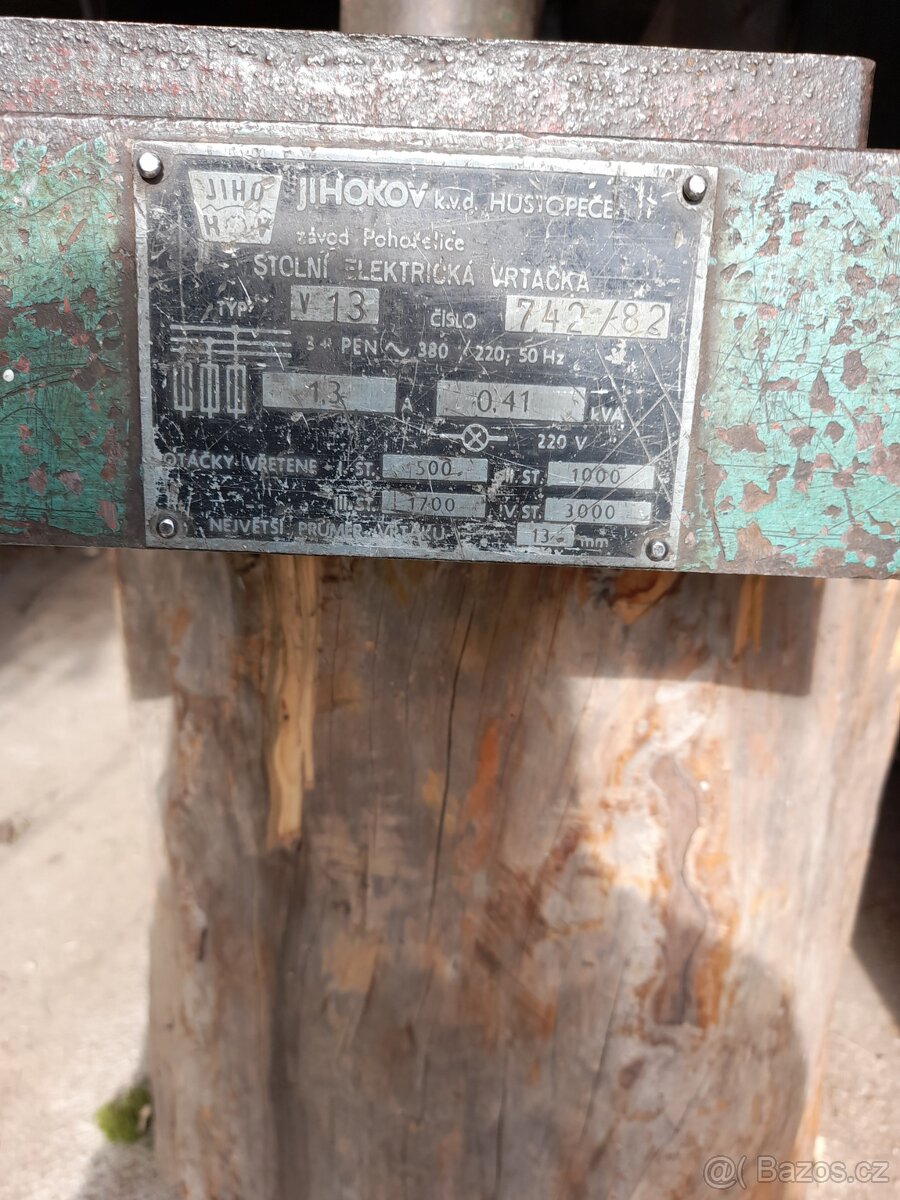 JIHO
KOV
JIHOKOV k.v.d. HUSTOPEČE
závod Pohořelice
STOLNÍ ELEKTRICKÁ VRTAČKA
TYP V 13 ČÍSLO 742/82
3 + PEN ~ 380 / 220, 50 Hz
1.3 A 0,41 kVA
220 V
OTÁČKY VŘETENE I. ST. 500 II. ST. 1000
III. ST. 1700 IV. ST. 3000
NEJVĚTŠÍ PRŮMĚR VRTÁKU 13 mm
@ Bazos.cz